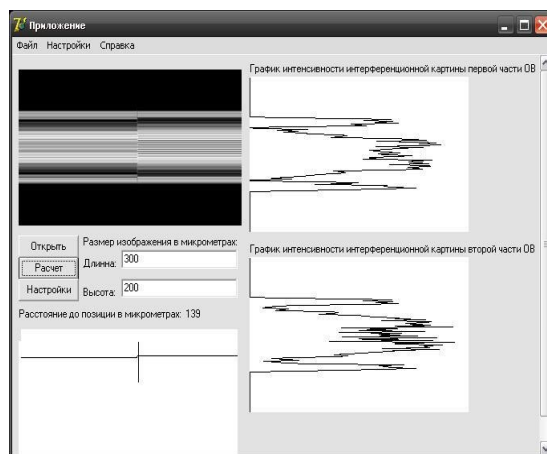 Приложение
Файл Настройки Справка
График интенсивности интерференционной картины первой части ОВ
Открыть
Расчет
Настройки
Размер изображения в микрометрах:
Длинна: 300
Высота: 200
Расстояние до позиции в микрометрах: 139
График интенсивности интерференционной картины второй части ОВ